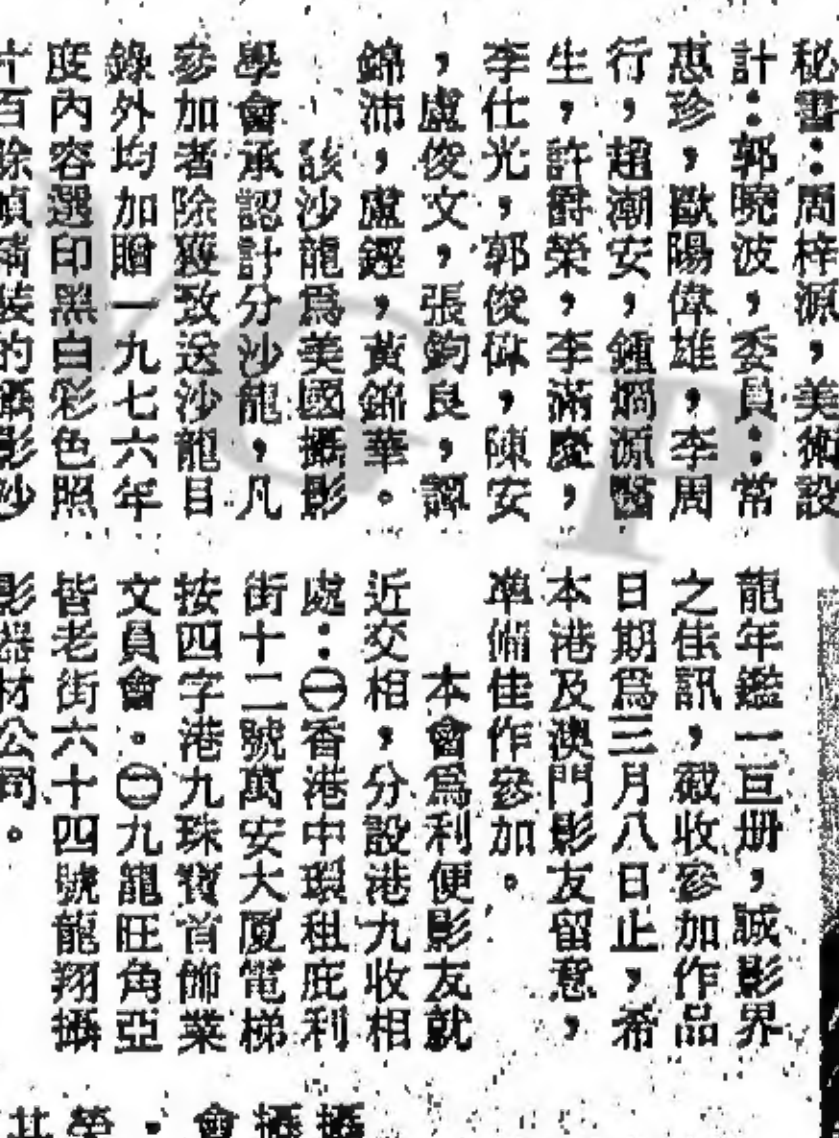 秘書：周梓源，美術設
計：郭曉波，委員：常
惠珍，歐陽偉雄，李周
行，趙潮安，鍾炳源醫
生，許爵榮，李滿慶，
李仕光，郭俊偉，陳安
，盧俊文，張鈞良，譚
錦沛，盧鏗，黃錦華。
該沙龍爲美國攝影
學會承認計分沙龍，凡
參加者除獲致送沙龍目
錄外均加贈一九七六年
度內容選印黑白彩色照
片百餘幀精裝的攝影沙
龍年鑑一巨册，誠影界
之佳訊，截收參加作品
日期爲三月八日止，希
本港及澳門影友留意，
準備佳作參加。
本會爲利便影友就
近交相，分設港九收相
處：㊀香港中環租庇利
街十二號萬安大廈電梯
按四字港九珠寶首飾業
文員會。㊁九龍旺角亞
皆老街六十四號龍翔攝
影器材公司。
攝
攝
會